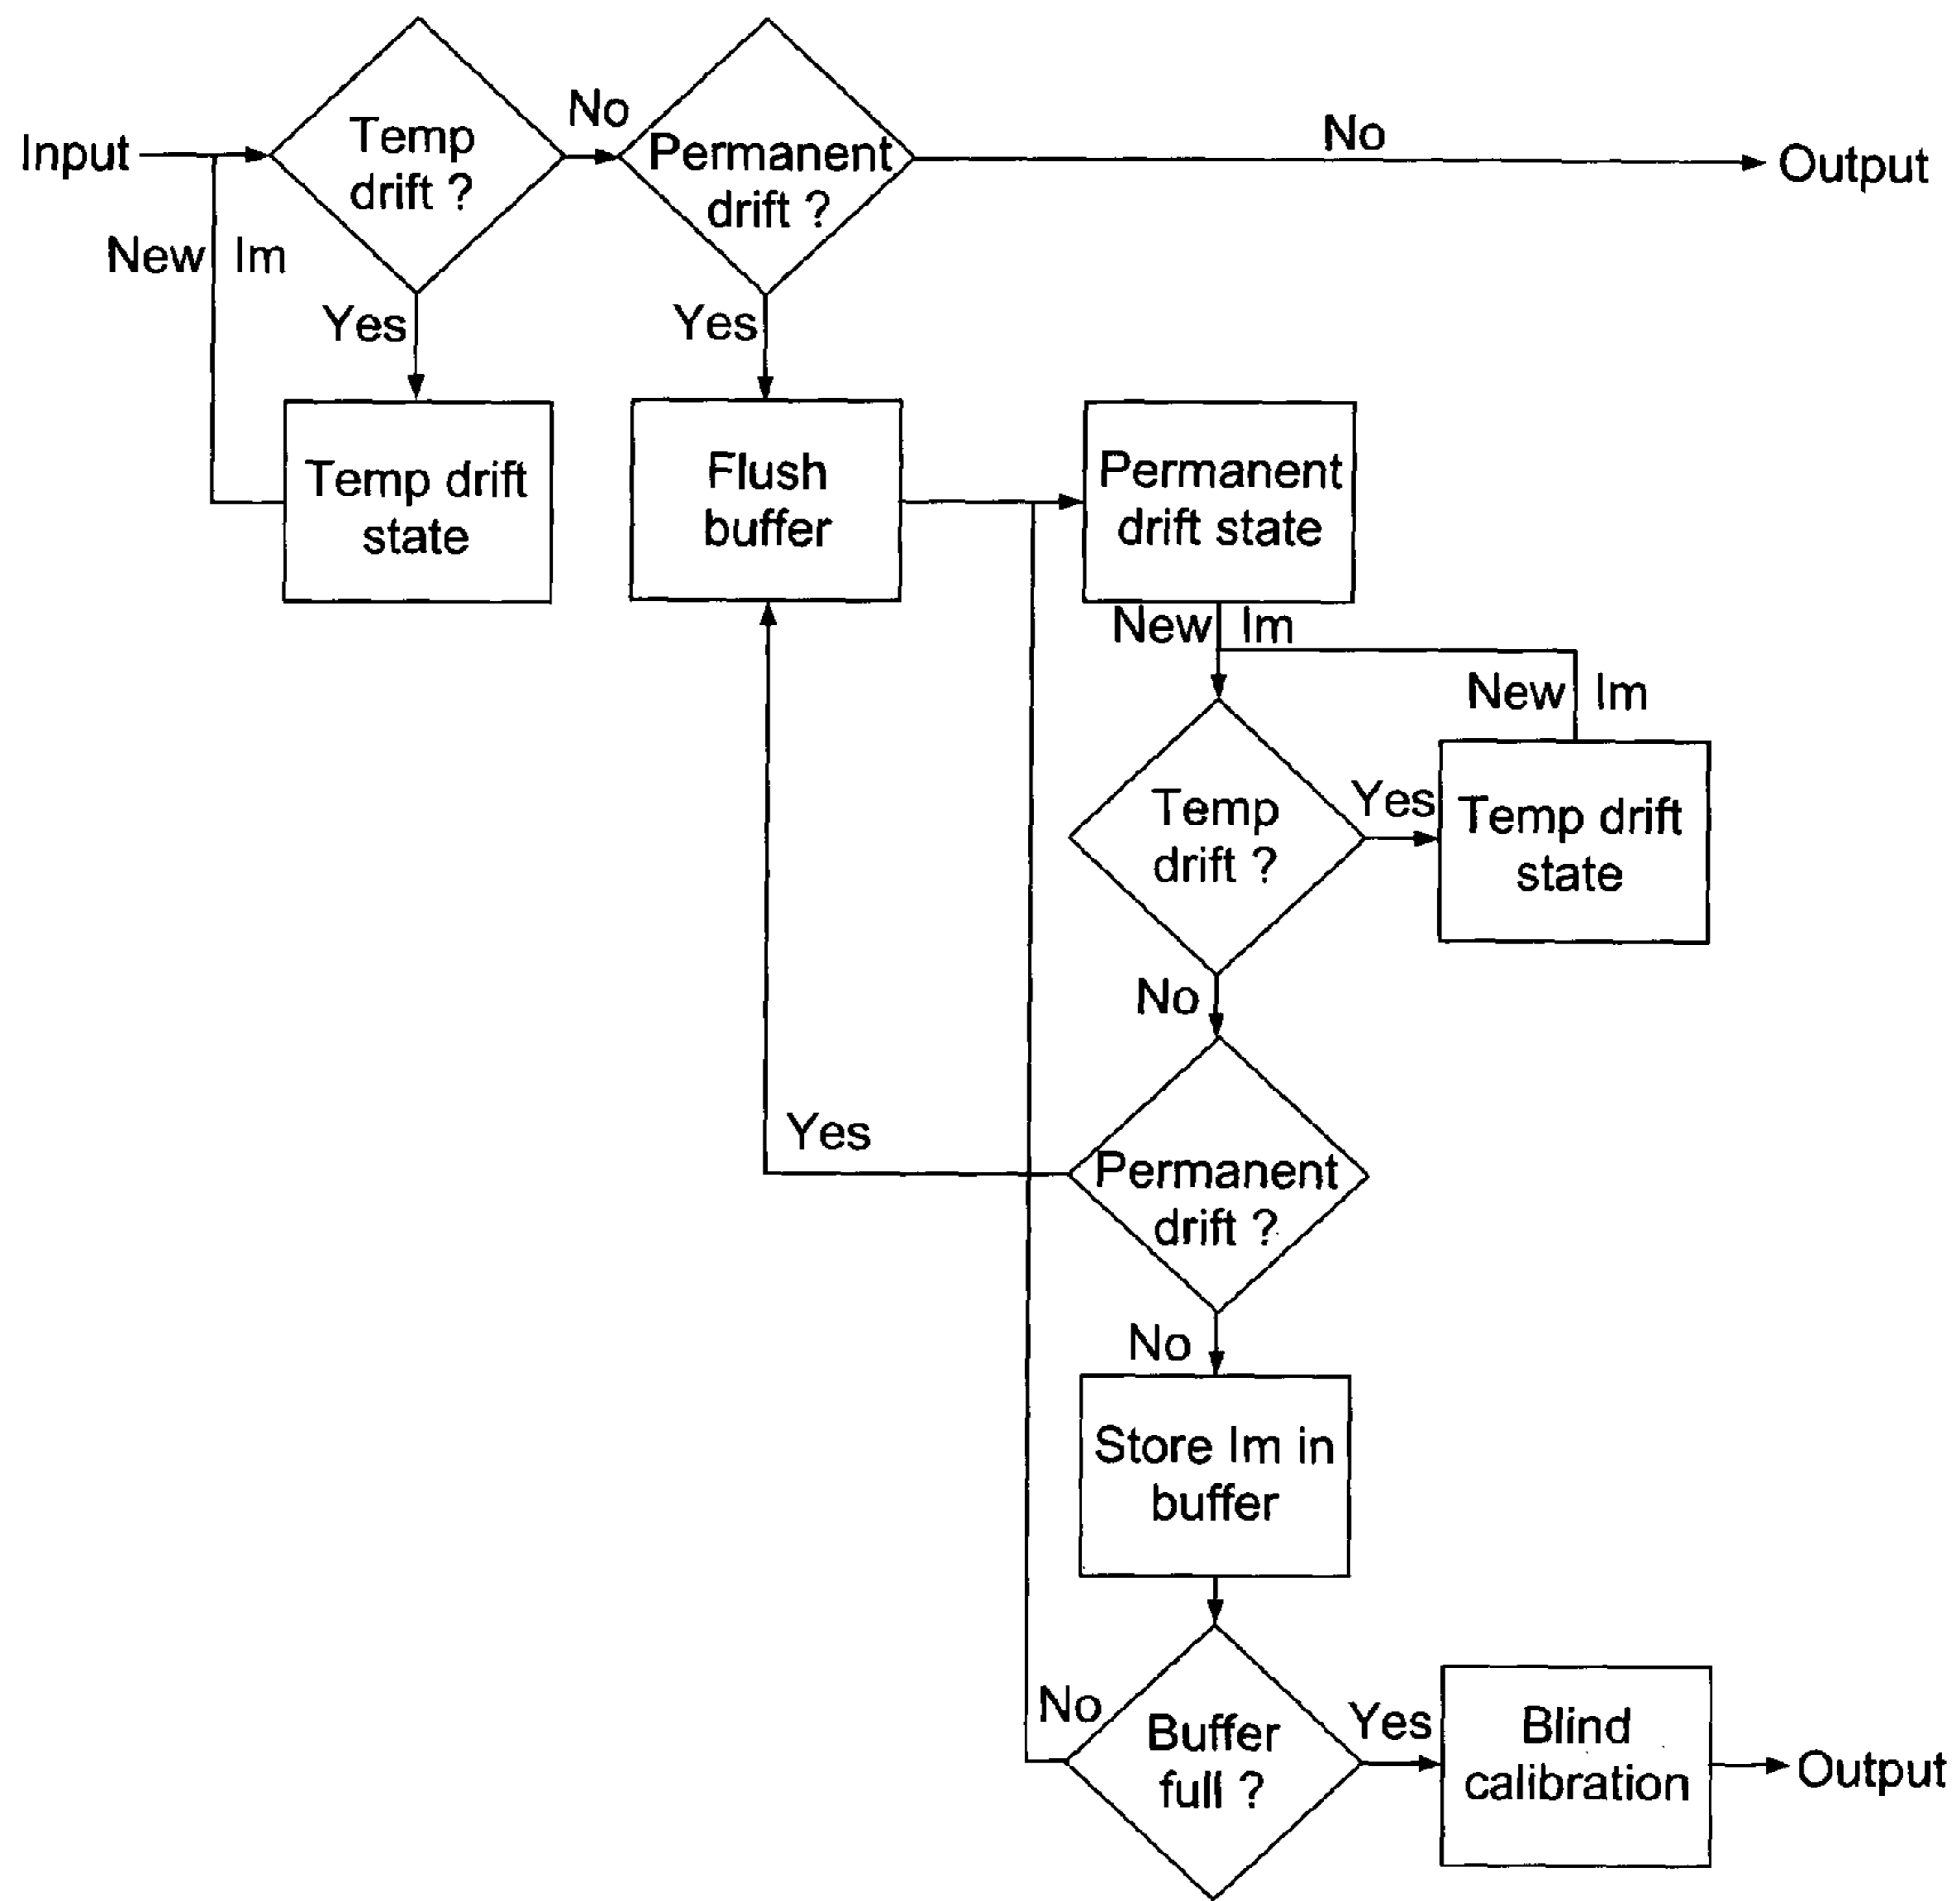 Input
Temp
drift ?
No
Permanent
drift ?
No
Output
New Im
Yes
Yes
Temp drift
state
Flush
buffer
Permanent
drift state
New Im
New Im
Temp
drift ?
Yes
Temp drift
state
No
Yes
Permanent
drift ?
No
Store Im in
buffer
No
Buffer
full ?
Yes
Blind
calibration
Output